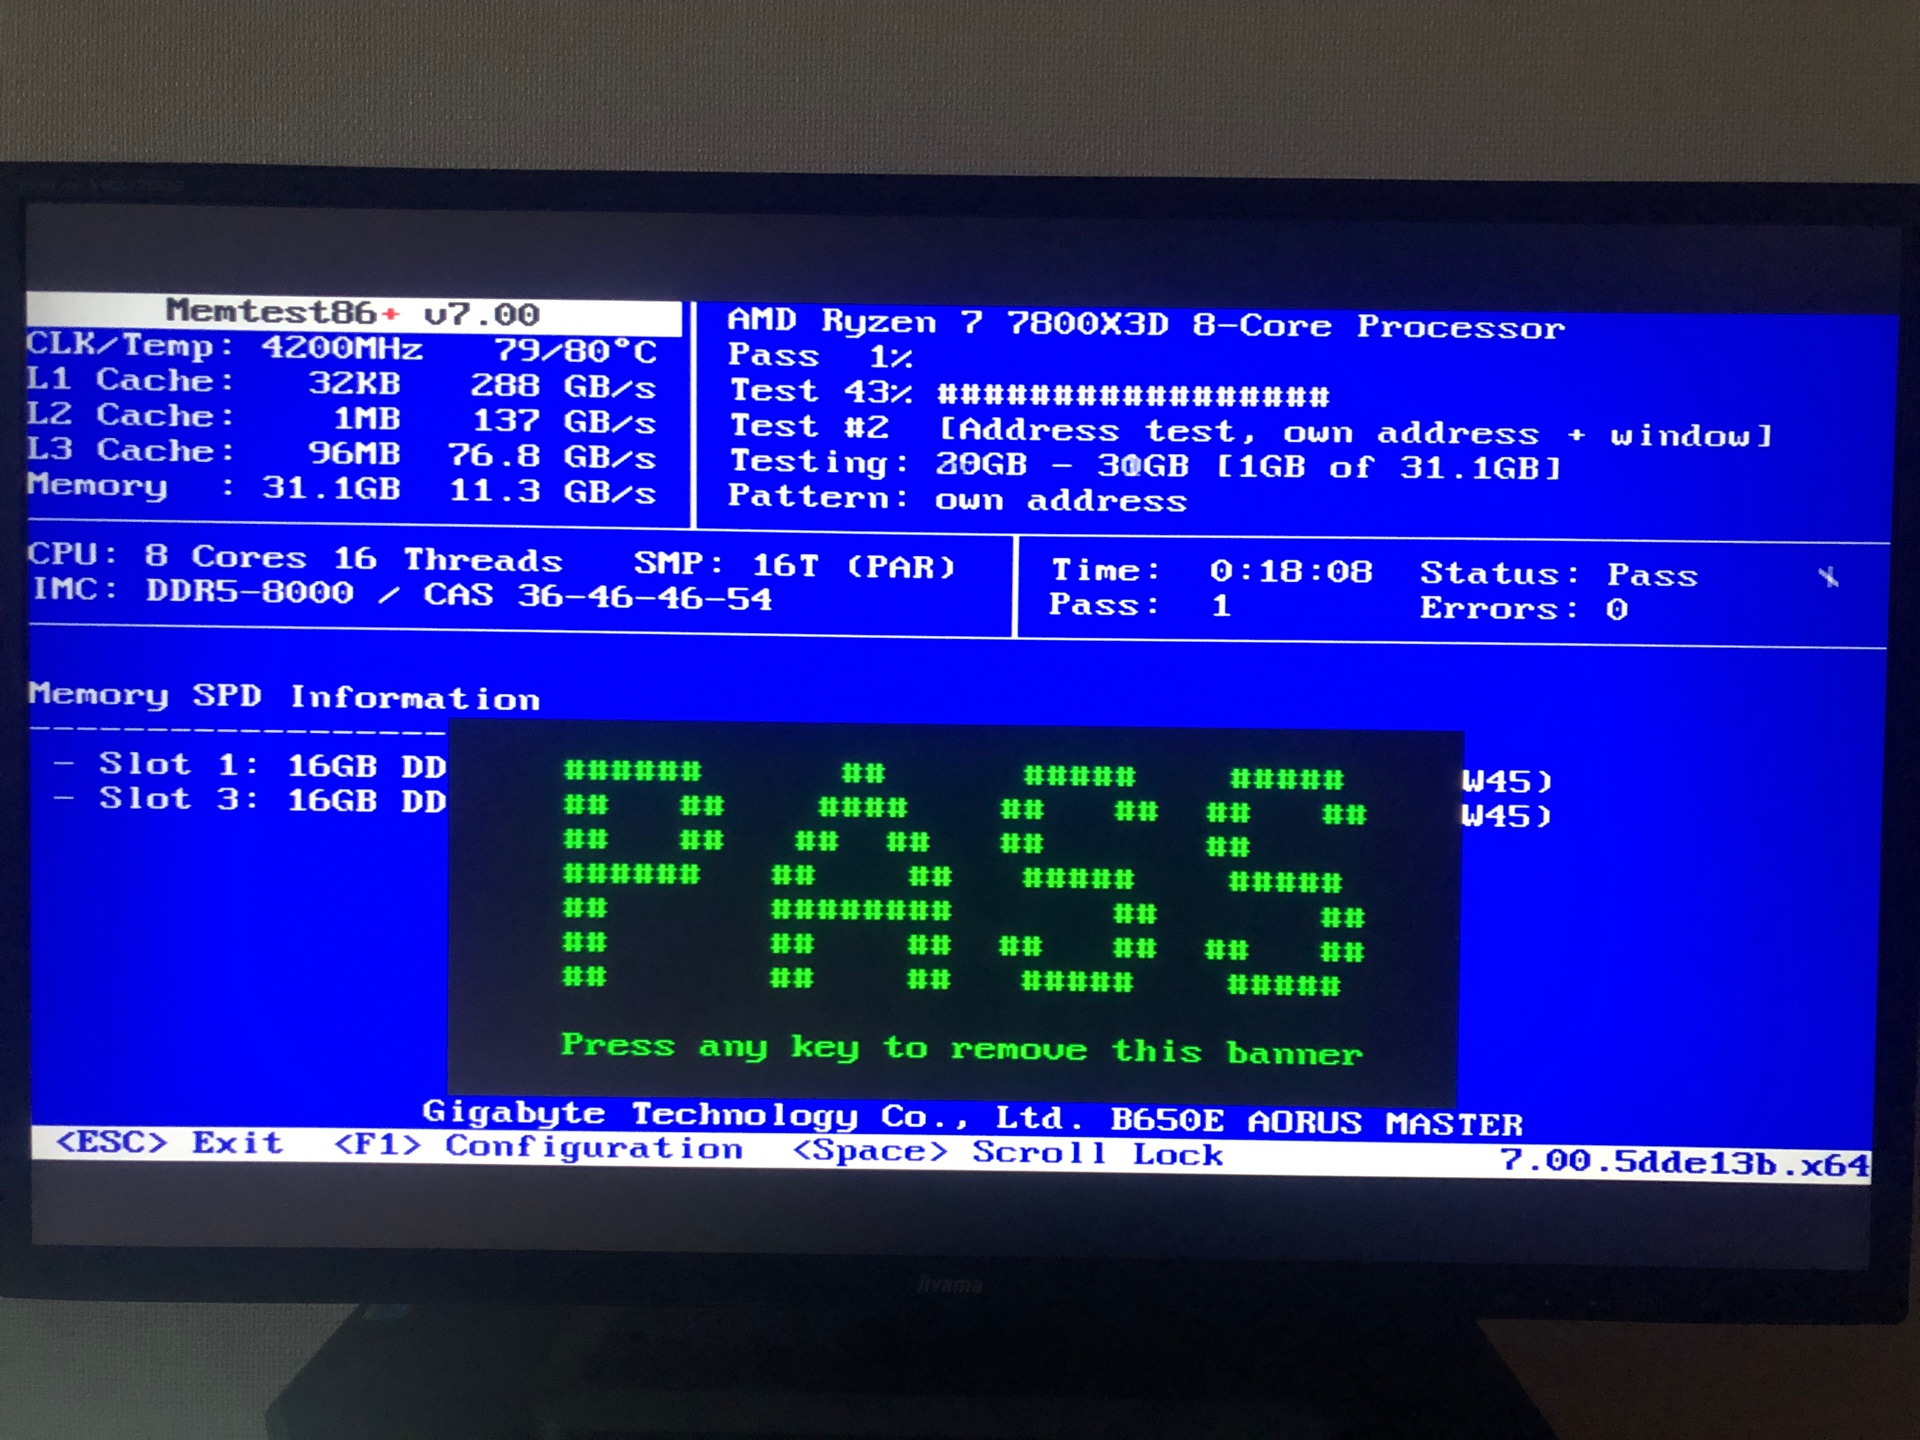 Memtest86+ v7.00
CLK/Temp: 4200MHz 79/80°C
L1 Cache: 32KB 288 GB/s
L2 Cache: 1MB 137 GB/s
L3 Cache: 96MB 76.8 GB/s
Memory : 31.1GB 11.3 GB/s
AMD Ryzen 7 7800X3D 8-Core Processor
Pass 1%
Test 43% #################
Test #2 [Address test, own address + window]
Testing: - 30GB [1GB of 31.1GB]
Pattern: own address
CPU: 8 Cores 16 Threads SMP: 16T (PAR)
IMC: DDR5-8000 / CAS 36-46-46-54
Time: 0:18:08 Status: Pass \
Pass: 1 Errors: 0
Memory SPD Information
----------------------
- Slot 1: 16GB DD W45)
- Slot 3: 16GB DD W45)
PASS
Press any key to remove this banner
Gigabyte Technology Co., Ltd. B650E AORUS MASTER
<ESC> Exit <F1> Configuration <Space> Scroll Lock 7.00.5dde13b.x64
iiyama